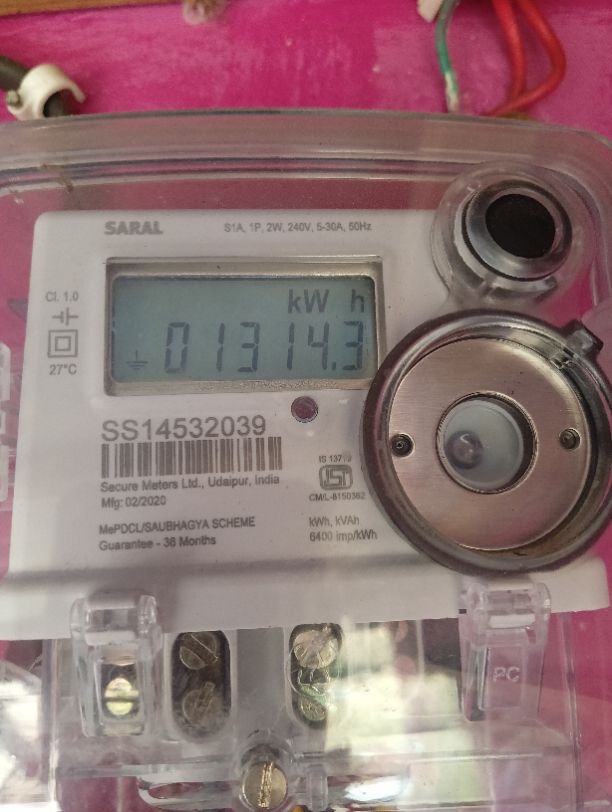 SARAL
S1A, 1P, 2W, 240V, 5-30A, 50Hz
Cl. 1.0
27°C
kW h
01314.3
SS14532039
Secure Meters Ltd., Udaipur, India
Mfg: 02/2020
IS 13779
CM/L-8150362
MePDCL/SAUBHAGYA SCHEME
Guarantee - 36 Months
kWh, kVAh
6400 imp/kWh
PC